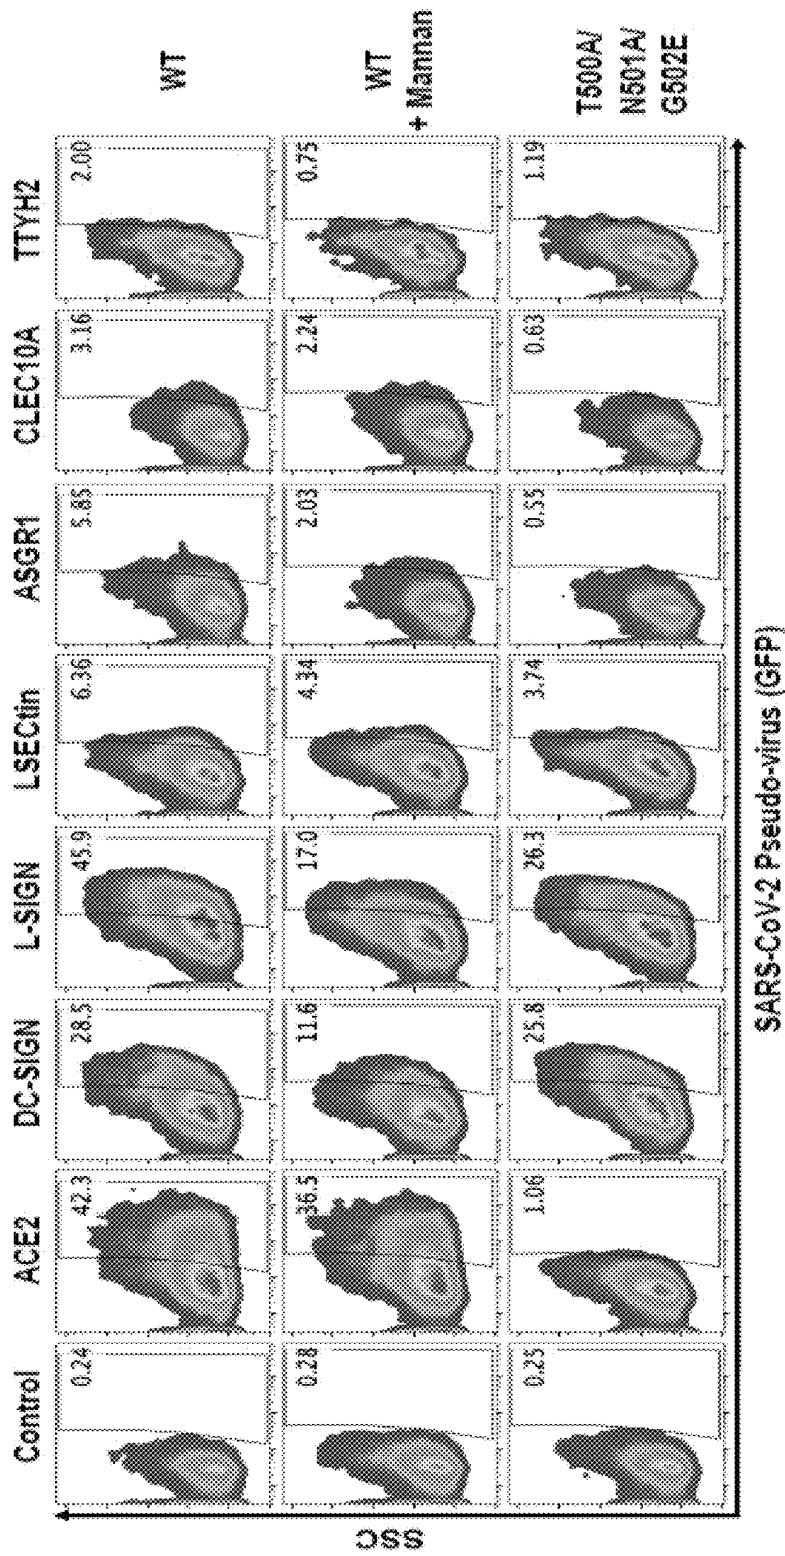 Control ACE2 DC-SIGN L-SIGN LSECtin ASGR1 CLEC10A TTYH2
0.24 42.3 28.5 45.9 6.36 5.85 3.16 2.00
WT
0.28 36.5 11.6 17.0 4.34 2.03 2.24 0.75
WT
+ Mannan
0.25 1.06 25.8 26.3 3.74 0.55 0.63 1.19
T500A/
N501A/
G502E
SSC
SARS-CoV-2 Pseudo-virus (GFP)